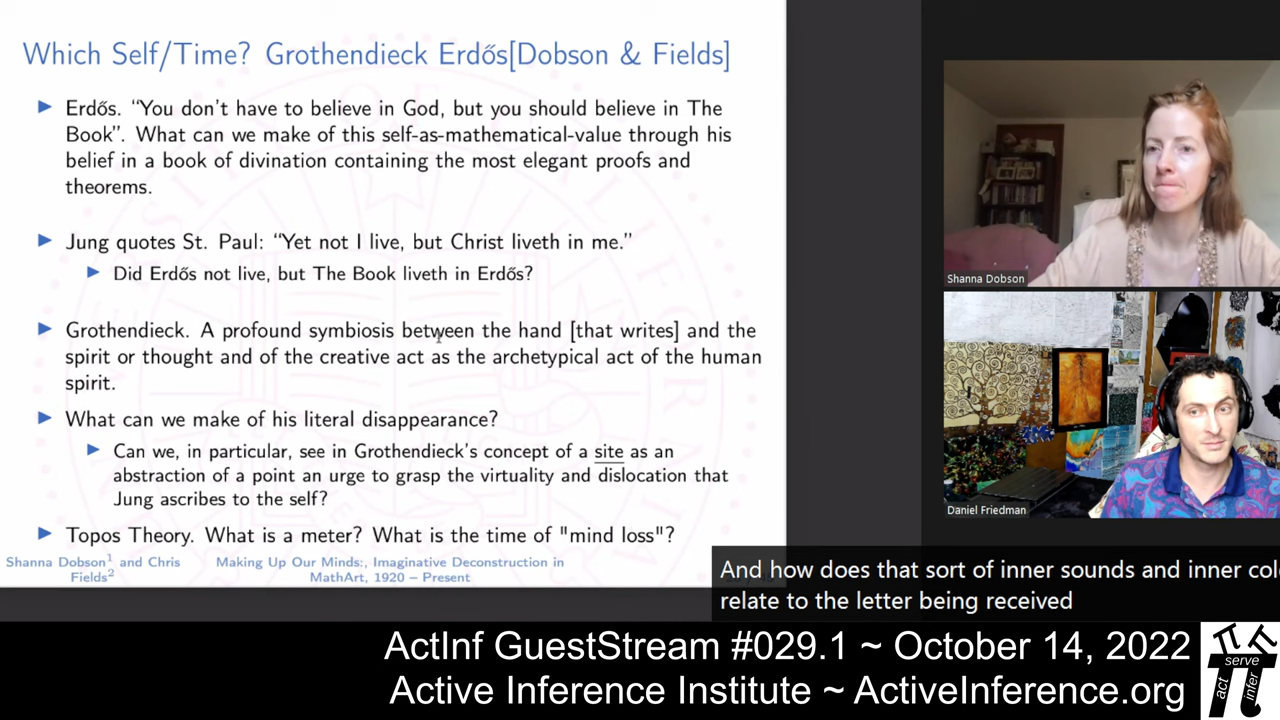 Which Self/Time? Grothendieck Erdős[Dobson & Fields]
Erdős. “You don’t have to believe in God, but you should believe in The
Book”. What can we make of this self-as-mathematical-value through his
belief in a book of divination containing the most elegant proofs and
theorems.
Jung quotes St. Paul: “Yet not I live, but Christ liveth in me.”
Did Erdős not live, but The Book liveth in Erdős?
Grothendieck. A profound symbiosis between the hand [that writes] and the
spirit or thought and of the creative act as the archetypical act of the human
spirit.
What can we make of his literal disappearance?
Can we, in particular, see in Grothendieck’s concept of a site as an
abstraction of a point an urge to grasp the virtuality and dislocation that
Jung ascribes to the self?
Topos Theory. What is a meter? What is the time of "mind loss"?
Shanna Dobson¹ and Chris
Fields²
Making Up Our Minds:, Imaginative Deconstruction in
MathArt, 1920 – Present
Shanna Dobson
Daniel Friedman
And how does that sort of inner sounds and inner col
relate to the letter being received
ActInf GuestStream #029.1 ~ October 14, 2022
Active Inference Institute ~ ActiveInference.org
serve
act
infer